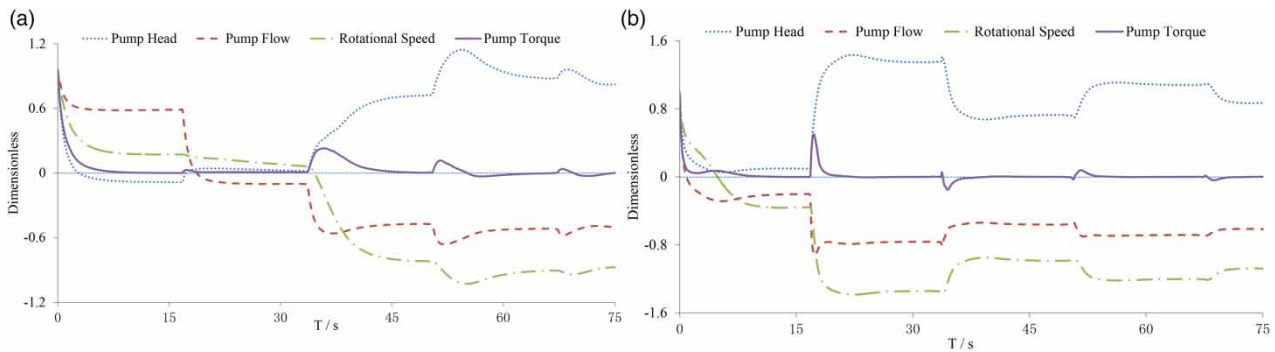 (a)
Pump Head Pump Flow Rotational Speed Pump Torque
1.2
0.6
0
-0.6
-1.2
Dimensionless
0 15 30 45 60 75
T / s
(b)
Pump Head Pump Flow Rotational Speed Pump Torque
1.6
0.8
0
-0.8
-1.6
Dimensionless
0 15 30 45 60 75
T / s